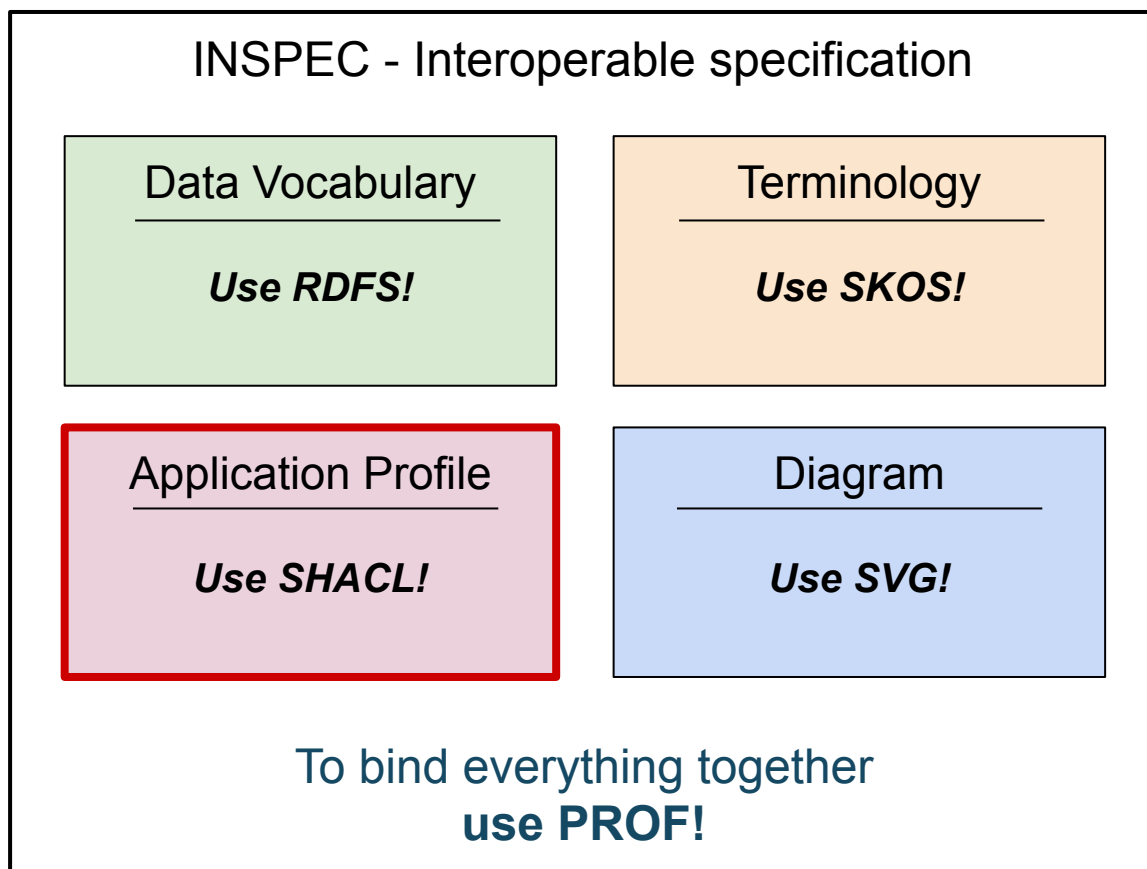 INSPEC - Interoperable specification
Data Vocabulary
Use RDFS!
Terminology
Use SKOS!
Application Profile
Use SHACL!
Diagram
Use SVG!
To bind everything together
use PROF!